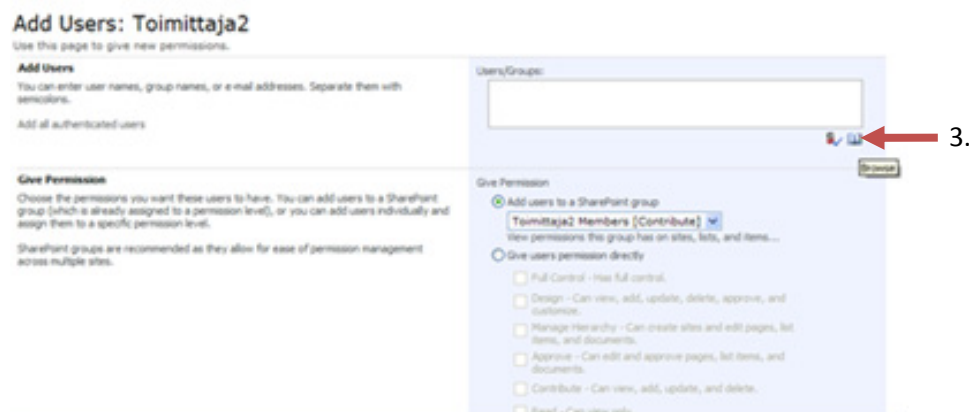 Add Users: Toimittaja2
Use this page to give new permissions.
Add Users
You can enter user names, group names, or e-mail addresses. Separate them with
semicolons.
Add all authenticated users
Users/Groups:
3.
Browse
Give Permission
Choose the permissions you want these users to have. You can add users to a SharePoint
group (which is already assigned to a permission level), or you can add users individually and
assign them to a specific permission level.
SharePoint groups are recommended as they allow for ease of permission management
across multiple sites.
Give Permission
Add users to a SharePoint group
Toimittaja2 Members [Contribute]
View permissions this group has on sites, lists, and items...
Give users permission directly
Full Control - Has full control.
Design - Can view, add, update, delete, approve, and
customize.
Manage Hierarchy - Can create sites and edit pages, list
items, and documents.
Approve - Can edit and approve pages, list items, and
documents.
Contribute - Can view, add, update, and delete.
Read - Can view only.